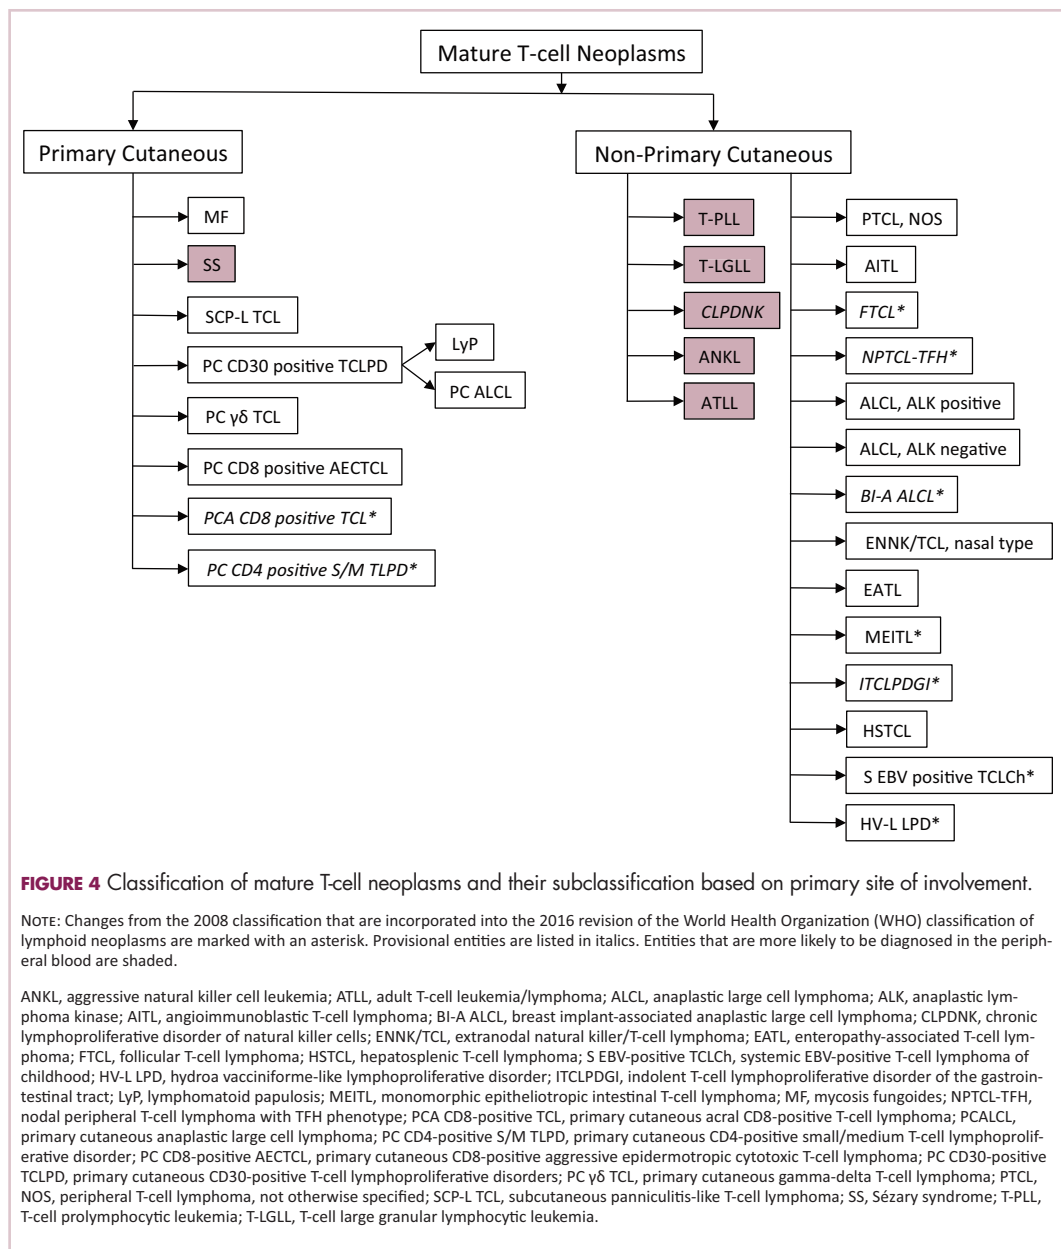 Mature T-cell Neoplasms
Primary Cutaneous
MF
SS
SCP-L TCL
PC CD30 positive TCLPD
LyP
PC ALCL
PC γδ TCL
PC CD8 positive AECTCL
PCA CD8 positive TCL*
PC CD4 positive S/M TLPD*
Non-Primary Cutaneous
T-PLL
T-LGLL
CLPDNK
ANKL
ATLL
PTCL, NOS
AITL
FTCL*
NPTCL-TFH*
ALCL, ALK positive
ALCL, ALK negative
BI-A ALCL*
ENNK/TCL, nasal type
EATL
MEITL*
ITCLPDGI*
HSTCL
S EBV positive TCLCh*
HV-L LPD*
FIGURE 4 Classification of mature T-cell neoplasms and their subclassification based on primary site of involvement.
NOTE: Changes from the 2008 classification that are incorporated into the 2016 revision of the World Health Organization (WHO) classification of
lymphoid neoplasms are marked with an asterisk. Provisional entities are listed in italics. Entities that are more likely to be diagnosed in the periph-
eral blood are shaded.
ANKL, aggressive natural killer cell leukemia; ATLL, adult T-cell leukemia/lymphoma; ALCL, anaplastic large cell lymphoma; ALK, anaplastic lym-
phoma kinase; AITL, angioimmunoblastic T-cell lymphoma; BI-A ALCL, breast implant-associated anaplastic large cell lymphoma; CLPDNK, chronic
lymphoproliferative disorder of natural killer cells; ENNK/TCL, extranodal natural killer/T-cell lymphoma; EATL, enteropathy-associated T-cell lym-
phoma; FTCL, follicular T-cell lymphoma; HSTCL, hepatosplenic T-cell lymphoma; S EBV-positive TCLCh, systemic EBV-positive T-cell lymphoma of
childhood; HV-L LPD, hydroa vacciniforme-like lymphoproliferative disorder; ITCLPDGI, indolent T-cell lymphoproliferative disorder of the gastroin-
testinal tract; LyP, lymphomatoid papulosis; MEITL, monomorphic epitheliotropic intestinal T-cell lymphoma; MF, mycosis fungoides; NPTCL-TFH,
nodal peripheral T-cell lymphoma with TFH phenotype; PCA CD8-positive TCL, primary cutaneous acral CD8-positive T-cell lymphoma; PCALCL,
primary cutaneous anaplastic large cell lymphoma; PC CD4-positive S/M TLPD, primary cutaneous CD4-positive small/medium T-cell lymphoprolif-
erative disorder; PC CD8-positive AECTCL, primary cutaneous CD8-positive aggressive epidermotropic cytotoxic T-cell lymphoma; PC CD30-positive
TCLPD, primary cutaneous CD30-positive T-cell lymphoproliferative disorders; PC γδ TCL, primary cutaneous gamma-delta T-cell lymphoma; PTCL,
NOS, peripheral T-cell lymphoma, not otherwise specified; SCP-L TCL, subcutaneous panniculitis-like T-cell lymphoma; SS, Sézary syndrome; T-PLL,
T-cell prolymphocytic leukemia; T-LGLL, T-cell large granular lymphocytic leukemia.